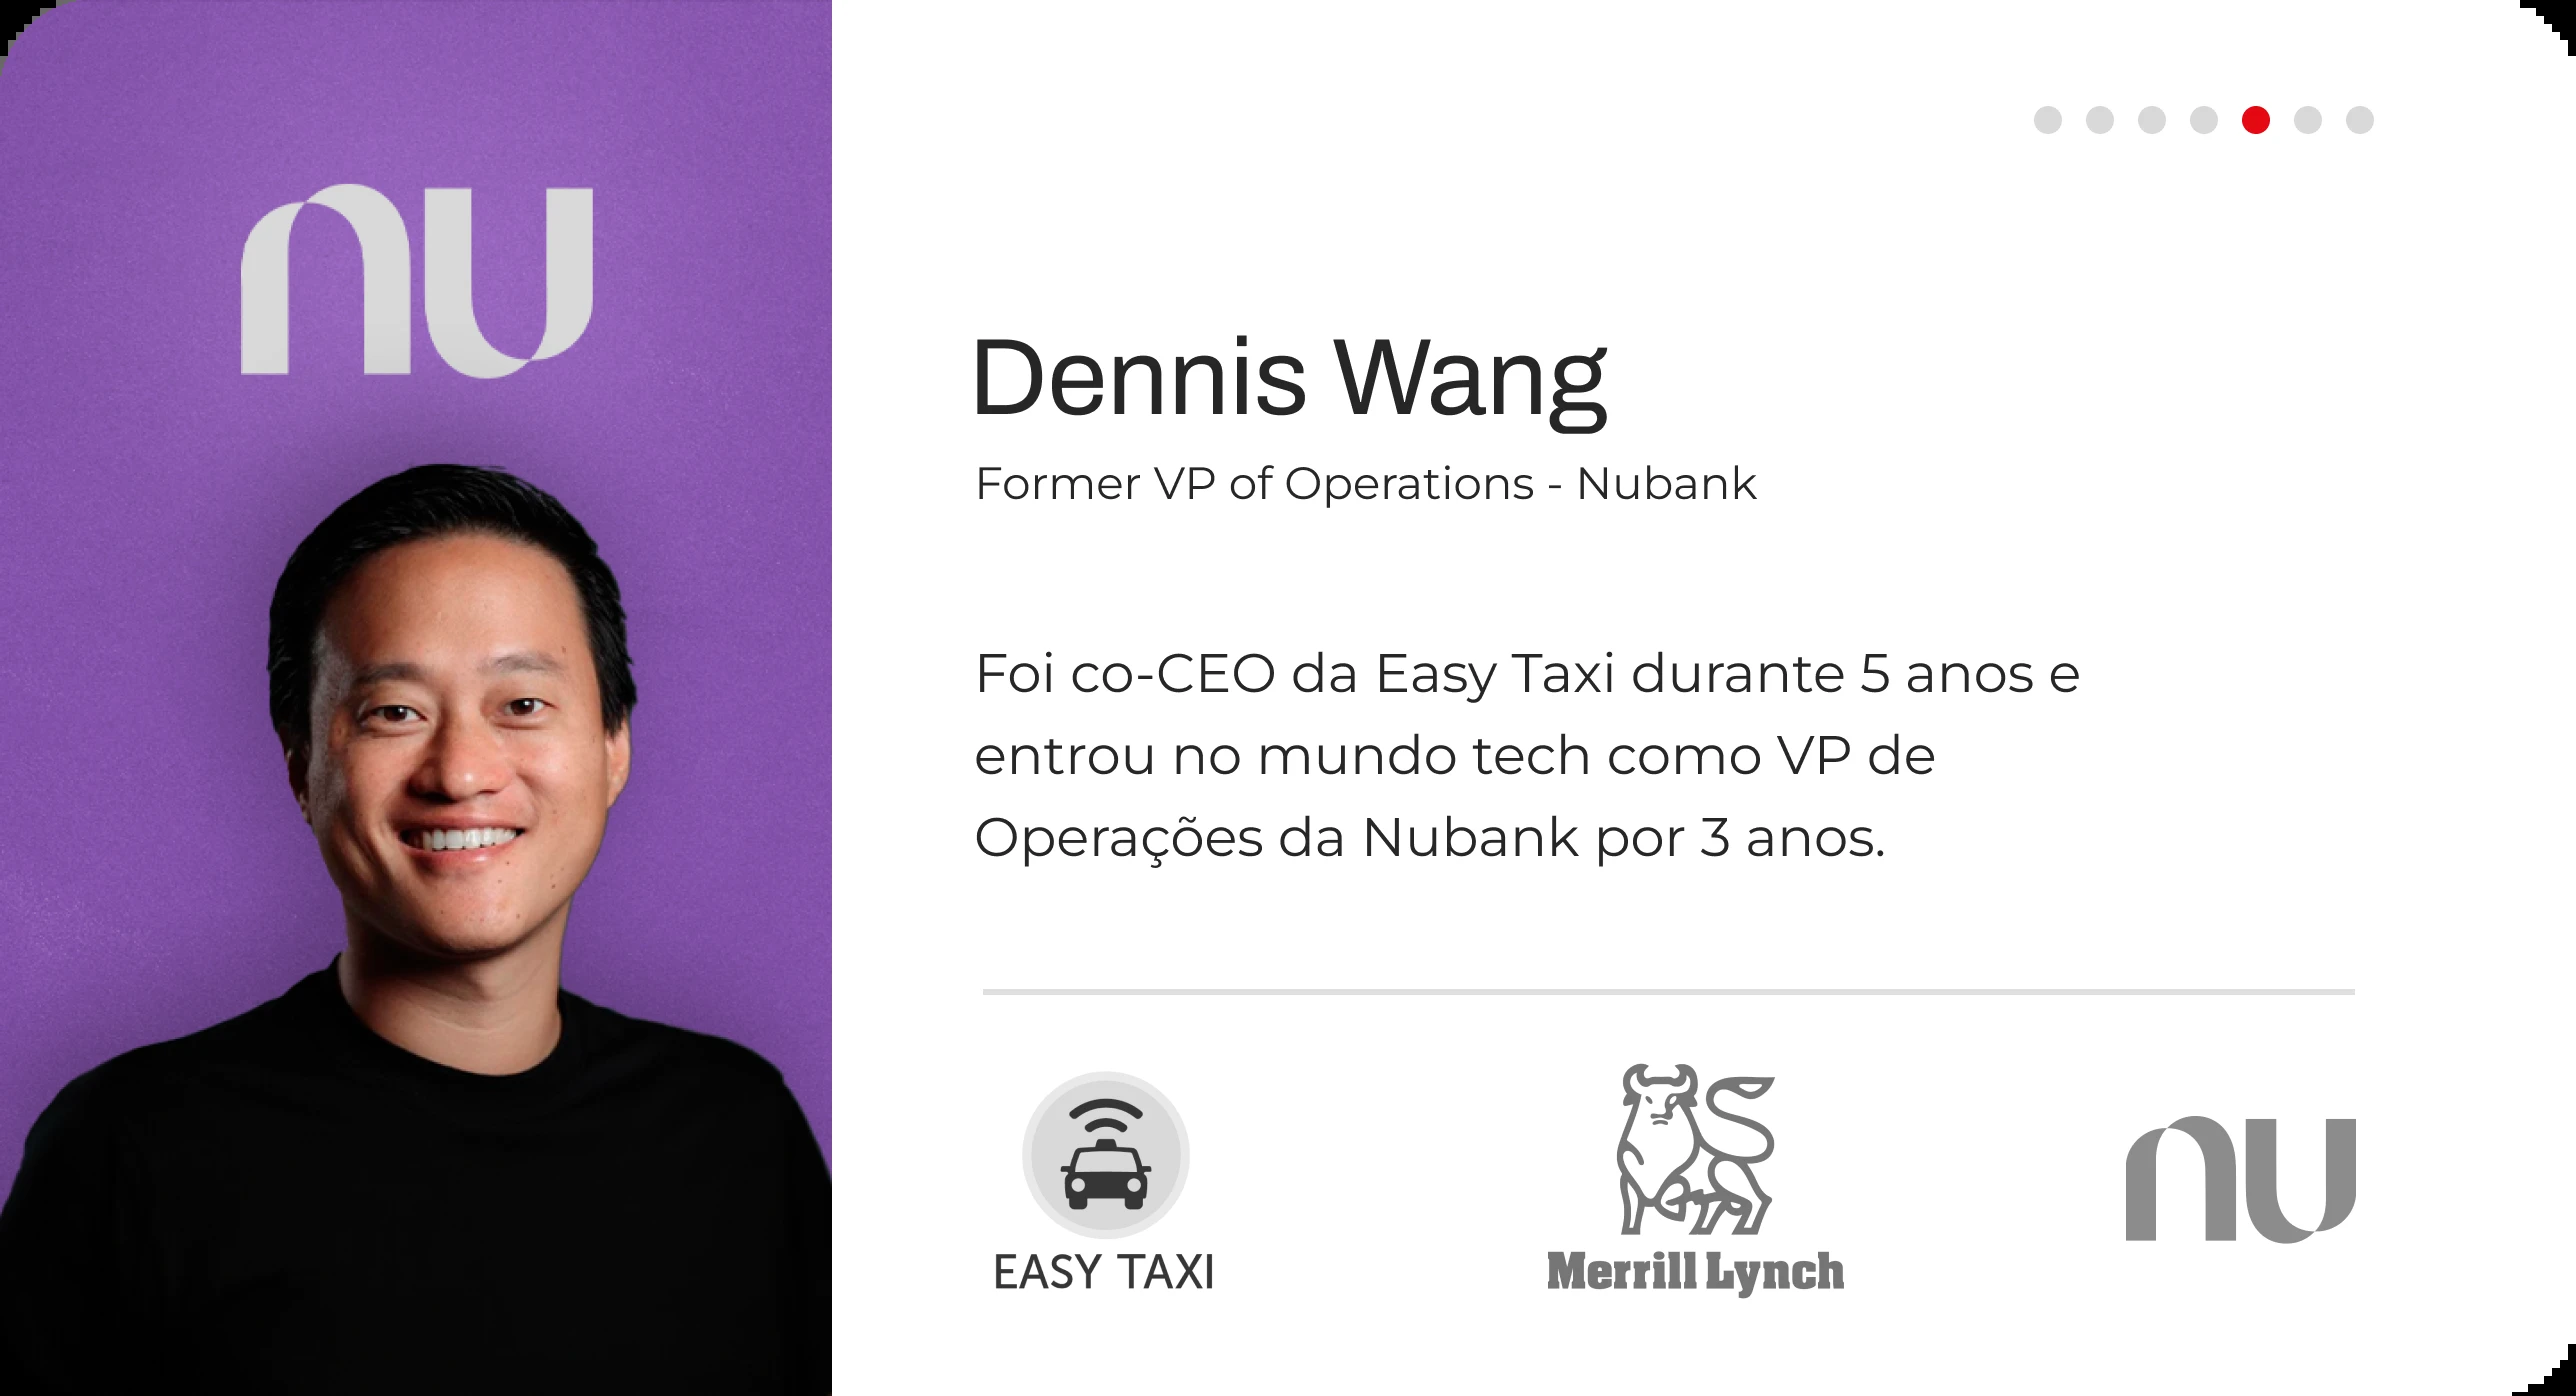 nu
Dennis Wang
Former VP of Operations - Nubank
Foi co-CEO da Easy Taxi durante 5 anos e
entrou no mundo tech como VP de
Operações da Nubank por 3 anos.
EASY TAXI
Merrill Lynch
nu